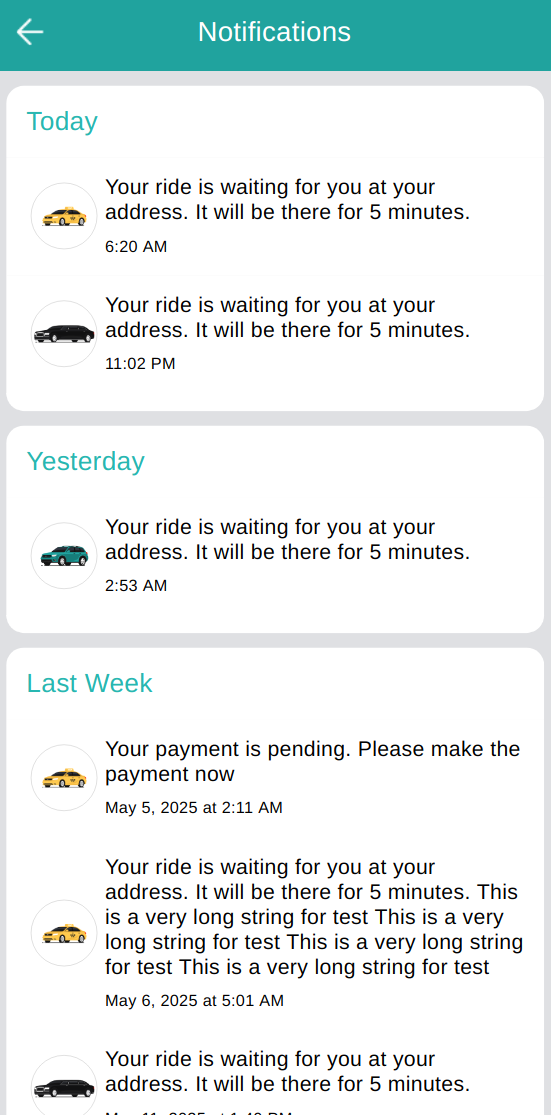 Notifications
Today
Your ride is waiting for you at your
address. It will be there for 5 minutes.
6:20 AM
Your ride is waiting for you at your
address. It will be there for 5 minutes.
11:02 PM
Yesterday
Your ride is waiting for you at your
address. It will be there for 5 minutes.
2:53 AM
Last Week
Your payment is pending. Please make the
payment now
May 5, 2025 at 2:11 AM
Your ride is waiting for you at your
address. It will be there for 5 minutes. This
is a very long string for test This is a very
long string for test This is a very long string
for test This is a very long string for test
May 6, 2025 at 5:01 AM
Your ride is waiting for you at your
address. It will be there for 5 minutes.